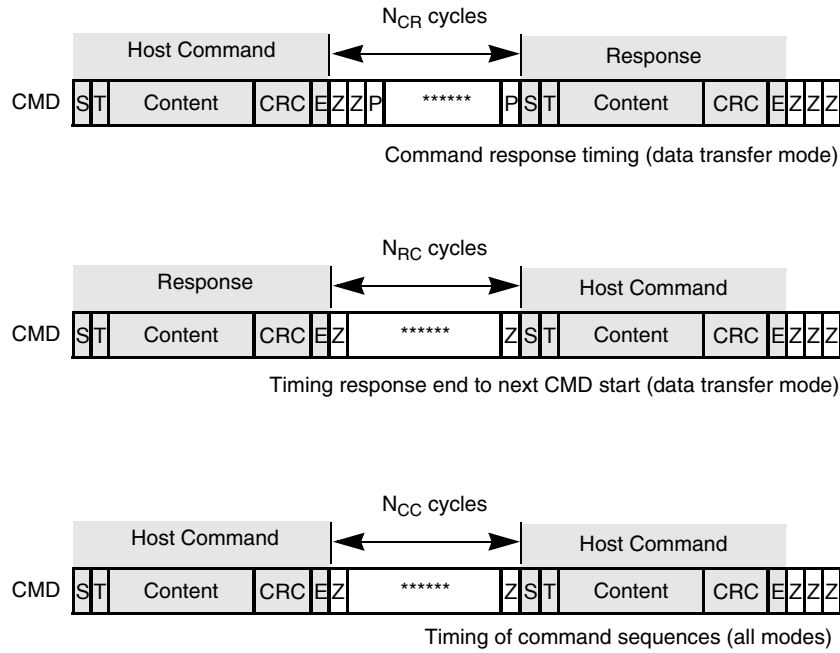 N_CR cycles
Host Command Response
CMD S T Content CRC E Z Z P ****** P S T Content CRC E Z Z Z
Command response timing (data transfer mode)
N_RC cycles
Response Host Command
CMD S T Content CRC E Z ****** Z S T Content CRC E Z Z Z
Timing response end to next CMD start (data transfer mode)
N_CC cycles
Host Command Host Command
CMD S T Content CRC E Z ****** Z S T Content CRC E Z Z Z
Timing of command sequences (all modes)